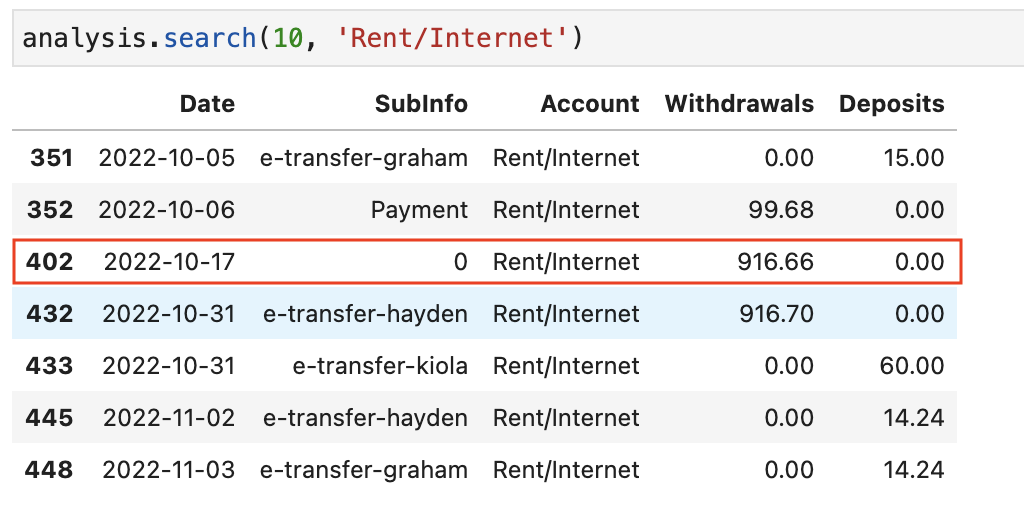 analysis.search(10, 'Rent/Internet')
Date SubInfo Account Withdrawals Deposits
351 2022-10-05 e-transfer-graham Rent/Internet 0.00 15.00
352 2022-10-06 Payment Rent/Internet 99.68 0.00
402 2022-10-17 0 Rent/Internet 916.66 0.00
432 2022-10-31 e-transfer-hayden Rent/Internet 916.70 0.00
433 2022-10-31 e-transfer-kiola Rent/Internet 0.00 60.00
445 2022-11-02 e-transfer-hayden Rent/Internet 0.00 14.24
448 2022-11-03 e-transfer-graham Rent/Internet 0.00 14.24